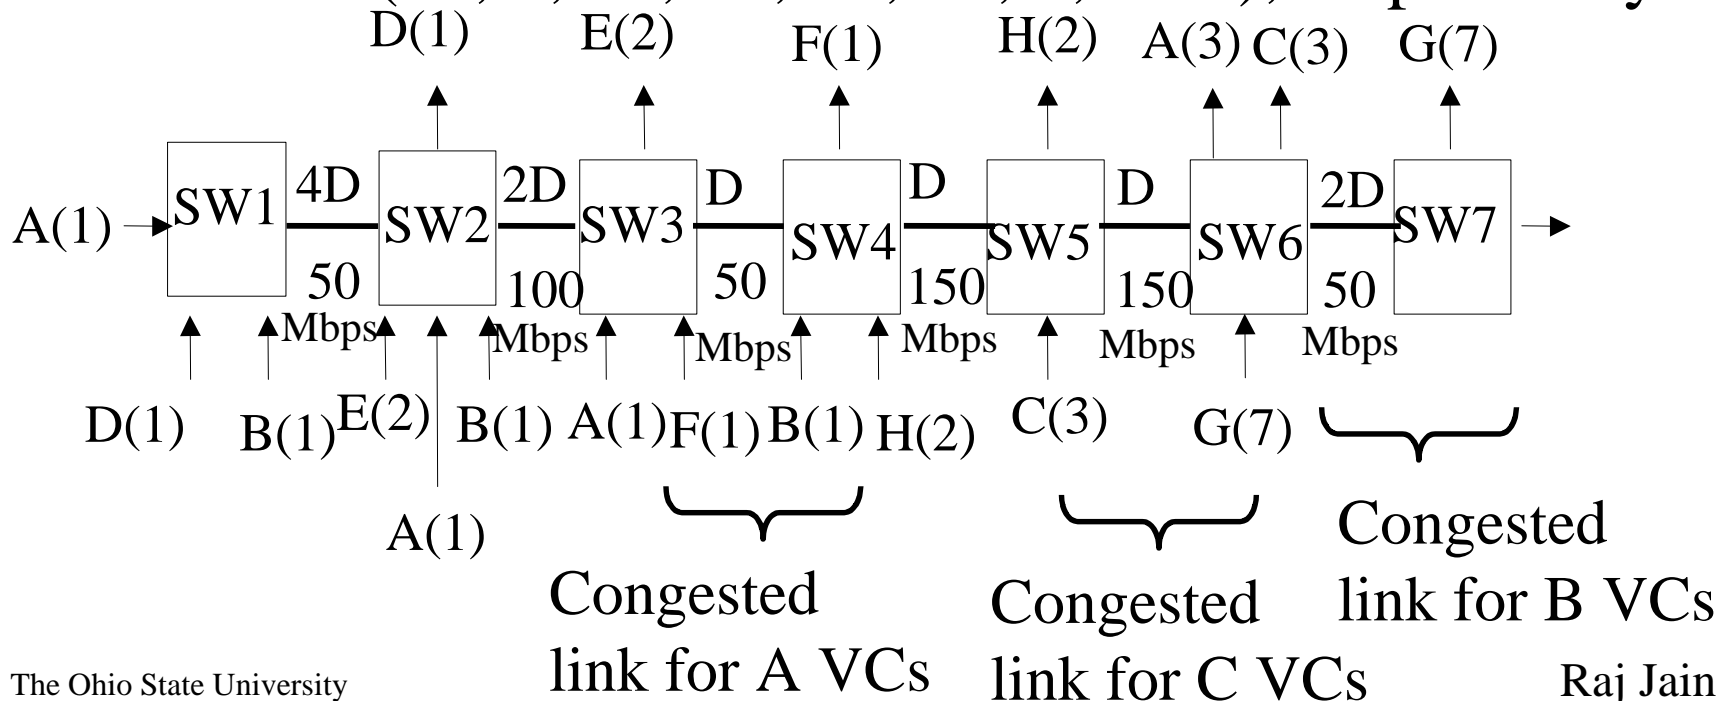 D(1) E(2) F(1) H(2) A(3) C(3) G(7)
4D 2D D D D 2D
A(1) SW1 SW2 SW3 SW4 SW5 SW6 SW7
50 100 50 150 150 50
Mbps Mbps Mbps Mbps Mbps Mbps
D(1) B(1) E(2) B(1) A(1) F(1) B(1) H(2) C(3) G(7)
A(1)
Congested
link for A VCs
Congested
link for C VCs
Congested
link for B VCs
The Ohio State University
Raj Jain